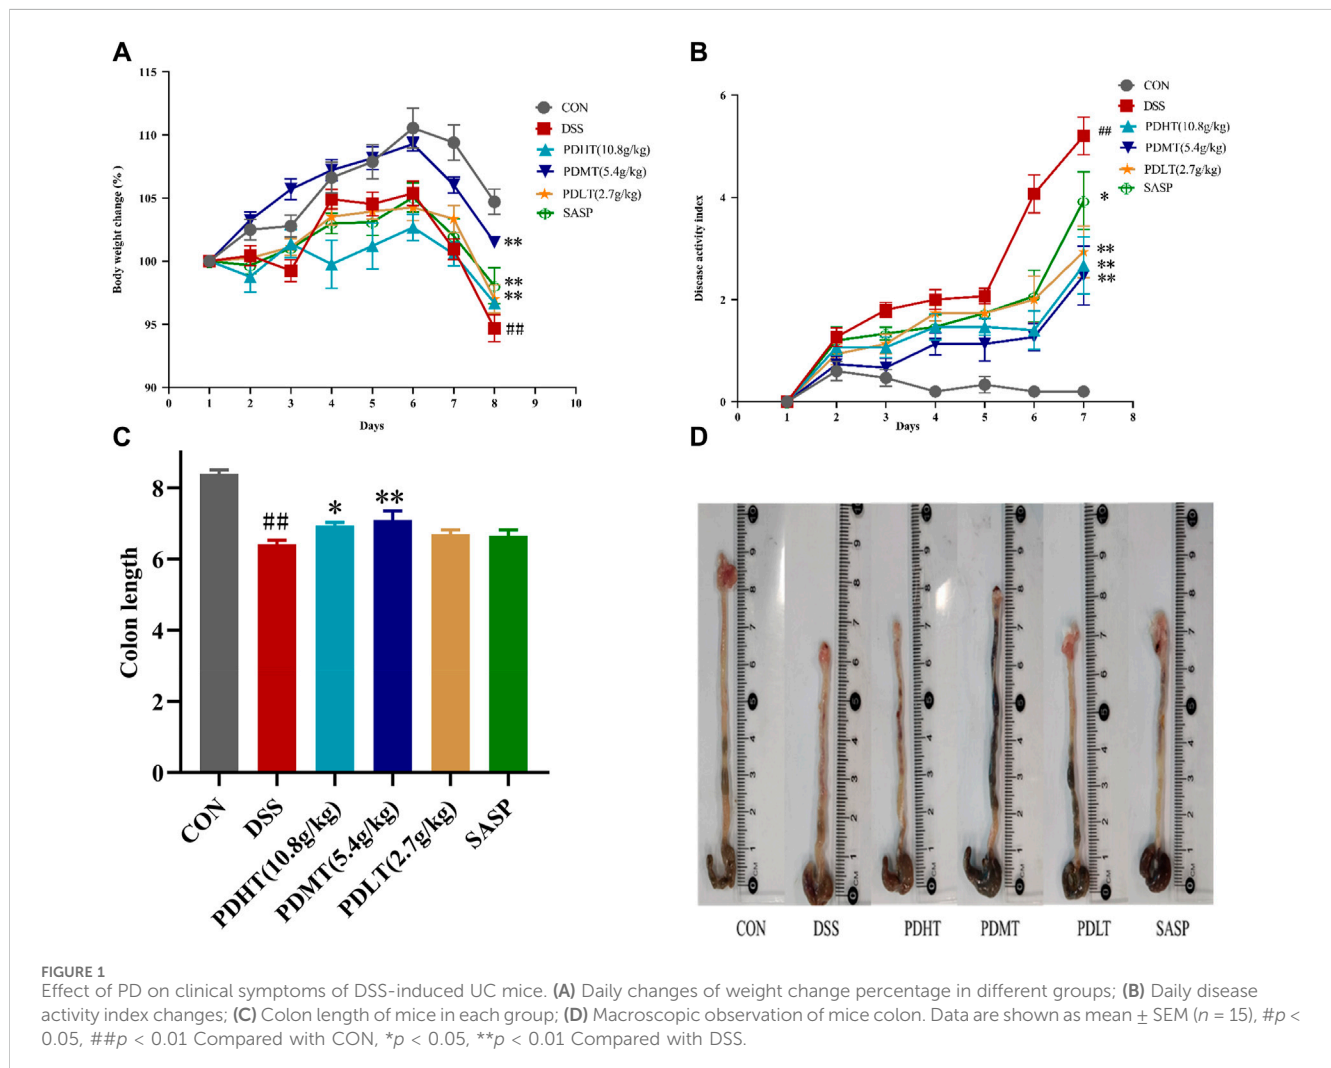 A
115
110
105
100
95
90
Body weight change (%)
0 1 2 3 4 5 6 7 8 9 10
Days
CON
DSS
PDHT(10.8g/kg)
PDMT(5.4g/kg)
PDLT(2.7g/kg)
SASP
**
**
**
##
B
6
4
2
0
Disease activity index
0 1 2 3 4 5 6 7 8
Days
CON
DSS
PDHT(10.8g/kg)
PDMT(5.4g/kg)
PDLT(2.7g/kg)
SASP
##
*
**
**
**
C
8
6
4
2
0
Colon length
## * **
CON DSS PDHT(10.8g/kg) PDMT(5.4g/kg) PDLT(2.7g/kg) SASP
D
CON DSS PDHT PDMT PDLT SASP
FIGURE 1
Effect of PD on clinical symptoms of DSS-induced UC mice. (A) Daily changes of weight change percentage in different groups; (B) Daily disease
activity index changes; (C) Colon length of mice in each group; (D) Macroscopic observation of mice colon. Data are shown as mean ± SEM (n = 15), #p <
0.05, ##p < 0.01 Compared with CON, *p < 0.05, **p < 0.01 Compared with DSS.